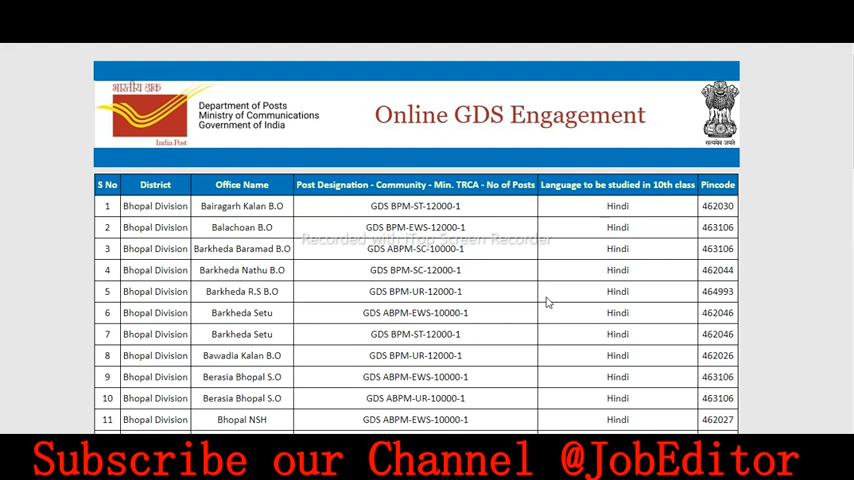 भारतीय डाक
India Post
Department of Posts
Ministry of Communications
Government of India
Online GDS Engagement
सत्यमेव जयते
S No District Office Name Post Designation - Community - Min. TRCA - No of Posts Language to be studied in 10th class Pincode
1 Bhopal Division Bairagarh Kalan B.O GDS BPM-ST-12000-1 Hindi 462030
2 Bhopal Division Balachoan B.O GDS BPM-EWS-12000-1 Hindi 463106
Recorded with iTop Screen Recorder
3 Bhopal Division Barkheda Baramad B.O GDS ABPM-SC-10000-1 Hindi 463106
4 Bhopal Division Barkheda Nathu B.O GDS BPM-SC-12000-1 Hindi 462044
5 Bhopal Division Barkheda R.S B.O GDS BPM-UR-12000-1 Hindi 464993
6 Bhopal Division Barkheda Setu GDS ABPM-EWS-10000-1 Hindi 462046
7 Bhopal Division Barkheda Setu GDS BPM-ST-12000-1 Hindi 462046
8 Bhopal Division Bawadia Kalan B.O GDS BPM-UR-12000-1 Hindi 462026
9 Bhopal Division Berasia Bhopal S.O GDS ABPM-EWS-10000-1 Hindi 463106
10 Bhopal Division Berasia Bhopal S.O GDS ABPM-UR-10000-1 Hindi 463106
11 Bhopal Division Bhopal NSH GDS ABPM-EWS-10000-1 Hindi 462027
Subscribe our Channel @JobEditor